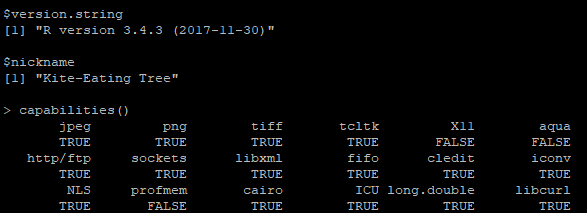 $version.string
[1] "R version 3.4.3 (2017-11-30)"
$nickname
[1] "Kite-Eating Tree"
> capabilities()
jpeg png tiff tcltk X11 aqua
TRUE TRUE TRUE TRUE FALSE FALSE
http/ftp sockets libxml fifo cledit iconv
TRUE TRUE TRUE TRUE TRUE TRUE
NLS profmem cairo ICU long.double libcurl
TRUE FALSE TRUE TRUE TRUE TRUE